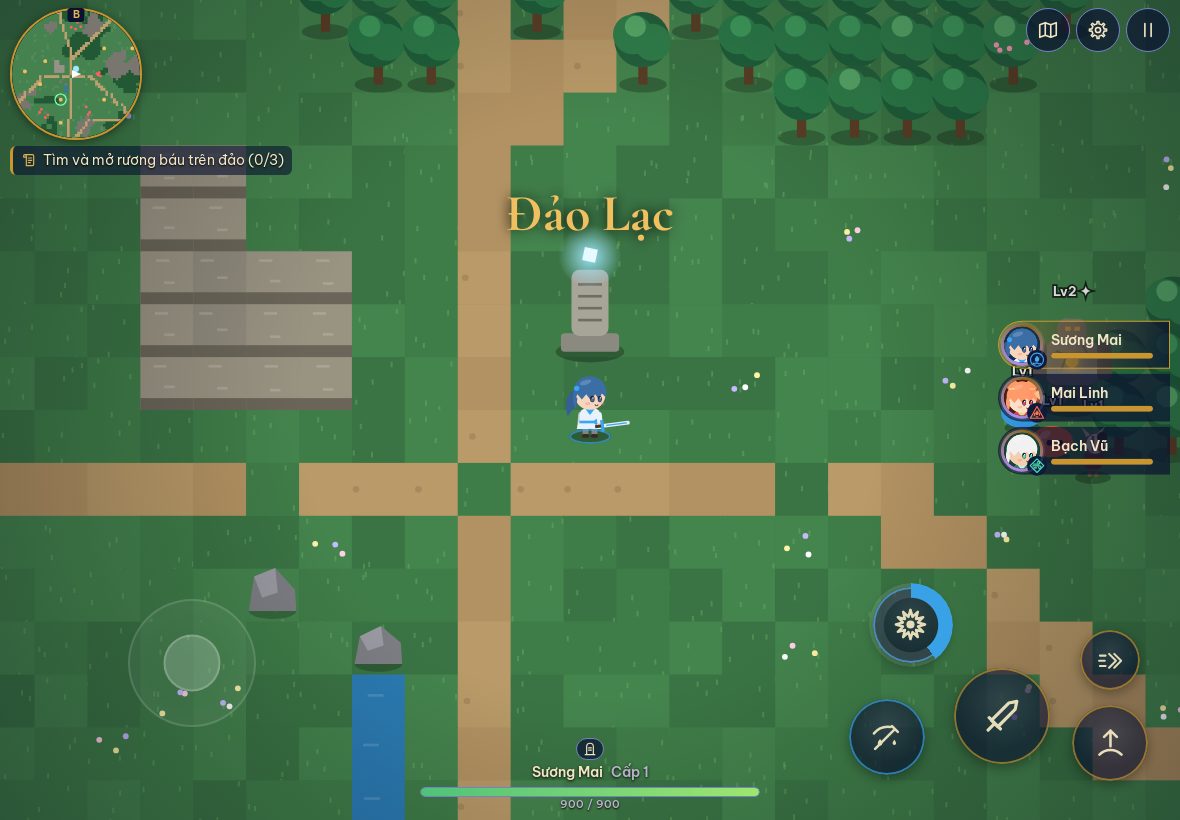 B
Tìm và mở rương báu trên đảo (0/3)
Đảo Lạc
Lv2
Sương Mai
Lv1
Mai Linh
Bạch Vũ
Sương Mai Cấp 1
900 / 900